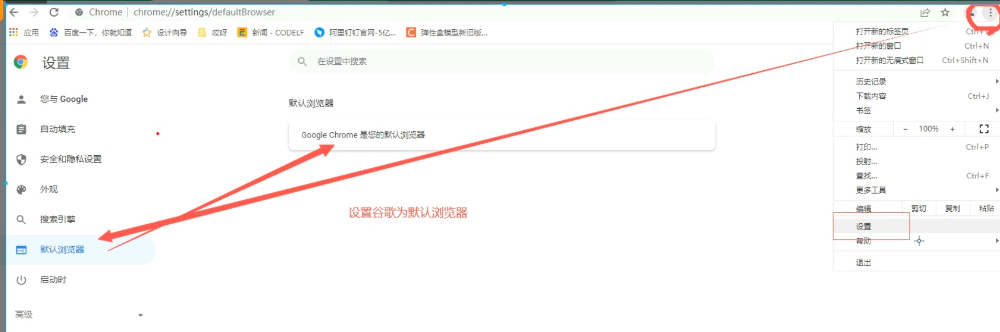 Chrome | chrome://settings/defaultBrowser
应用 百度一下，你就知道 设计向导 哎呀 新闻 - CODELF 阿里钉钉官网-5亿... 弹性盒模型新旧版...
设置
在设置中搜索
您与 Google
自动填充
安全和隐私设置
外观
搜索引擎
默认浏览器
启动时
高级
默认浏览器
Google Chrome 是您的默认浏览器
设置谷歌为默认浏览器
打开新的标签页 Ctrl+T
打开新的窗口 Ctrl+N
打开新的无痕式窗口 Ctrl+Shift+N
历史记录
下载内容 Ctrl+J
书签
缩放 - 100% +
打印... Ctrl+P
投射...
查找... Ctrl+F
更多工具
编辑 剪切 复制 粘贴
设置
帮助
退出